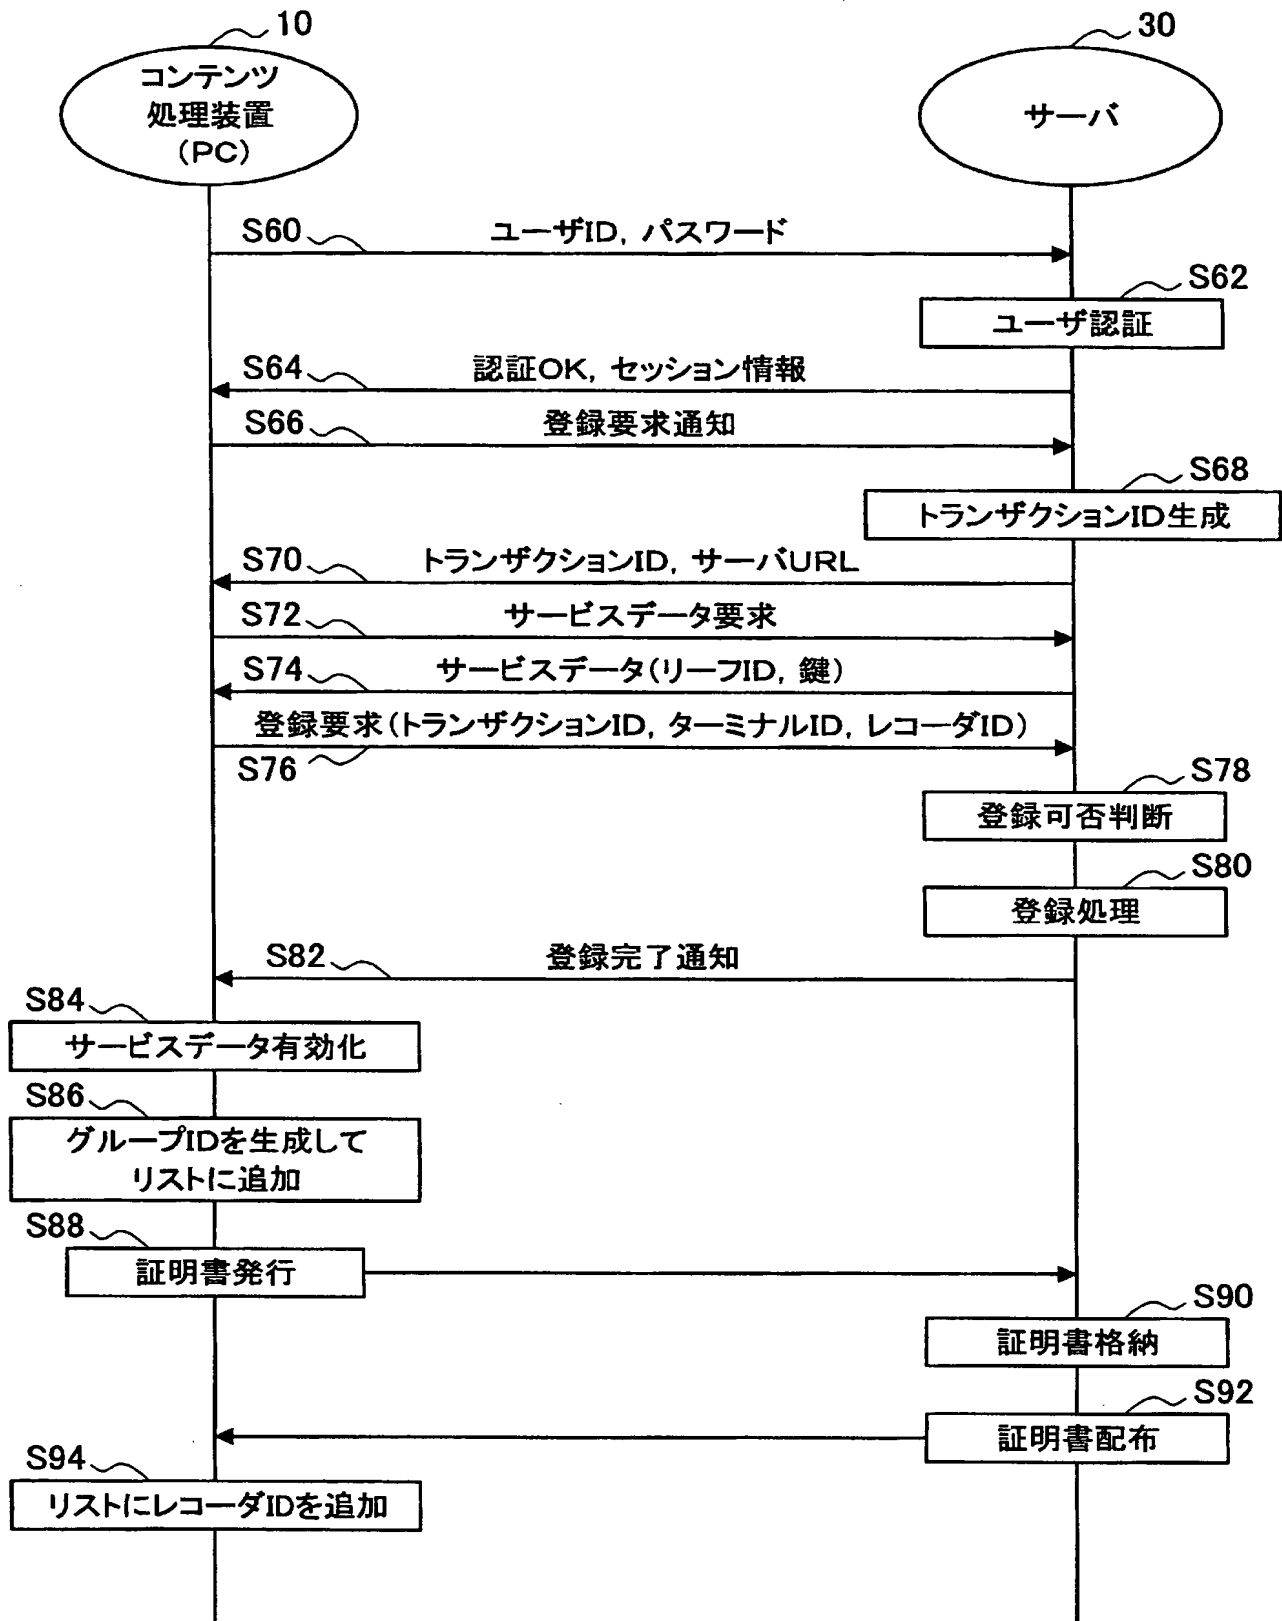 10
コンテンツ
処理装置
(PC)
30
サーバ
S60
ユーザID, パスワード
S62
ユーザ認証
S64
認証OK, セッション情報
S66
登録要求通知
S68
トランザクションID生成
S70
トランザクションID, サーバURL
S72
サービスデータ要求
S74
サービスデータ(リーフID, 鍵)
登録要求(トランザクションID, ターミナルID, レコーダID)
S76
S78
登録可否判断
S80
登録処理
S82
登録完了通知
S84
サービスデータ有効化
S86
グループIDを生成して
リストに追加
S88
証明書発行
S90
証明書格納
S92
証明書配布
S94
リストにレコーダIDを追加